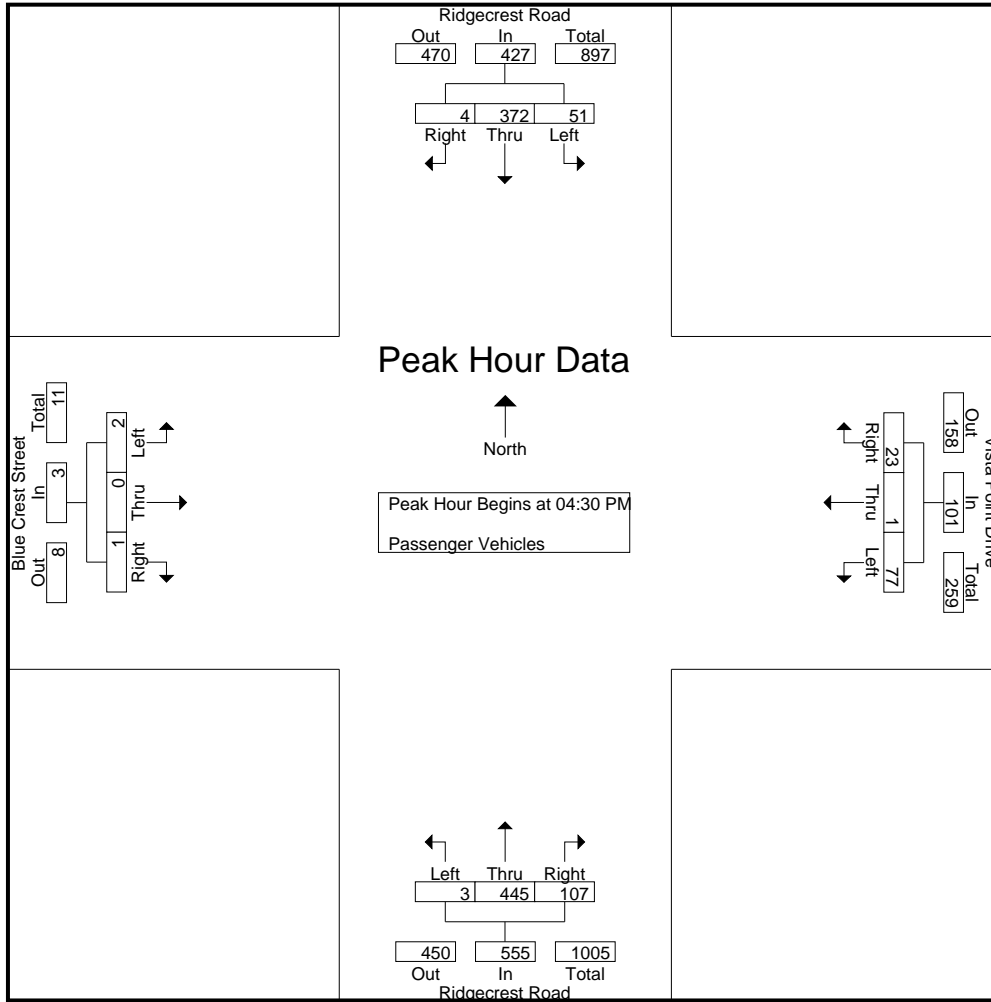 Ridgecrest Road
Out In Total
470 427 897
4 372 51
Right Thru Left
Peak Hour Data
North
Peak Hour Begins at 04:30 PM
Passenger Vehicles
Blue Crest Street
Out In Total
8 3 11
2 0 1
Left Thru Right
Vista Point Drive
Out In Total
158 101 259
23 1 77
Right Thru Left
Left Thru Right
3 445 107
450 555 1005
Out In Total
Ridgecrest Road